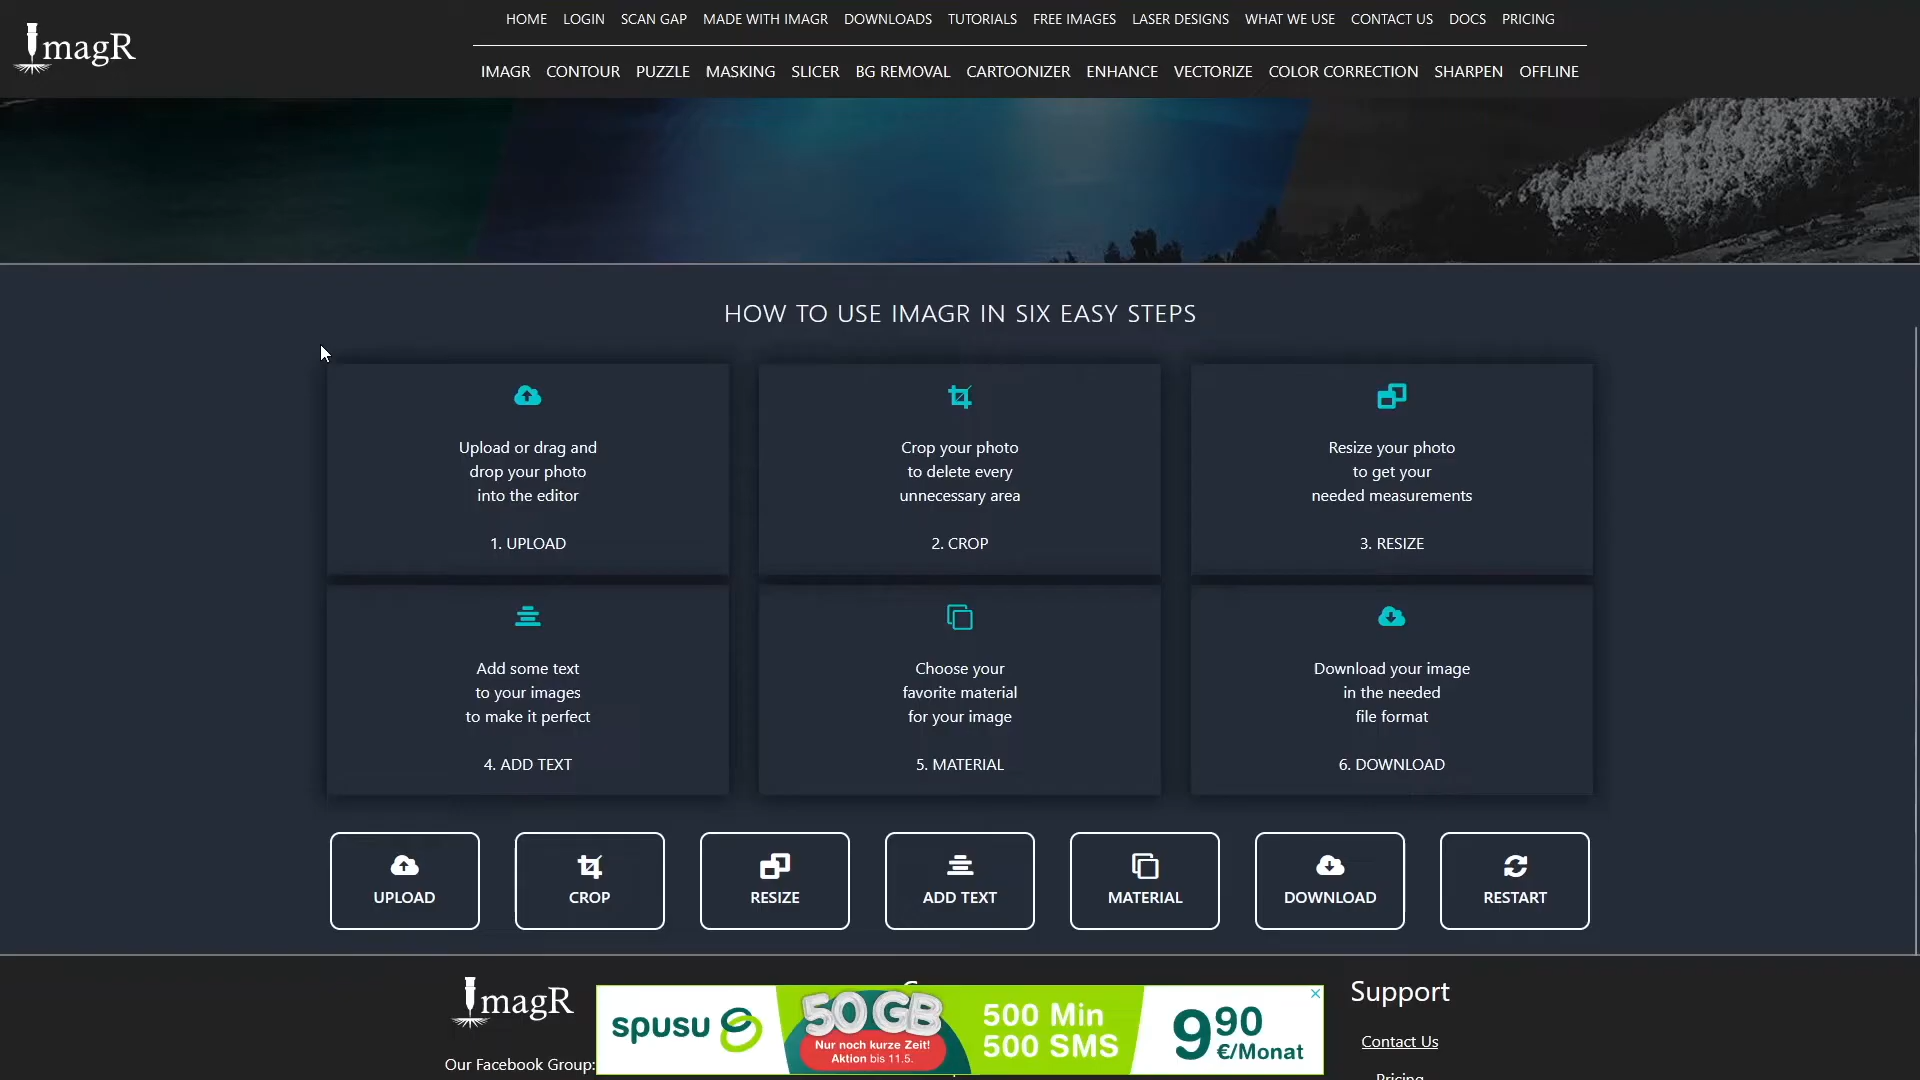 ImagR
HOME LOGIN SCAN GAP MADE WITH IMAGR DOWNLOADS TUTORIALS FREE IMAGES LASER DESIGNS WHAT WE USE CONTACT US DOCS PRICING
IMAGR CONTOUR PUZZLE MASKING SLICER BG REMOVAL CARTOONIZER ENHANCE VECTORIZE COLOR CORRECTION SHARPEN OFFLINE
HOW TO USE IMAGR IN SIX EASY STEPS
Upload or drag and
drop your photo
into the editor
1. UPLOAD
Crop your photo
to delete every
unnecessary area
2. CROP
Resize your photo
to get your
needed measurements
3. RESIZE
Add some text
to your images
to make it perfect
4. ADD TEXT
Choose your
favorite material
for your image
5. MATERIAL
Download your image
in the needed
file format
6. DOWNLOAD
UPLOAD
CROP
RESIZE
ADD TEXT
MATERIAL
DOWNLOAD
RESTART
ImagR
Our Facebook Group:
spusu
50GB
Nur noch kurze Zeit!
Aktion bis 11.5.
500 Min
500 SMS
990
€/Monat
Support
Contact Us
Pricing